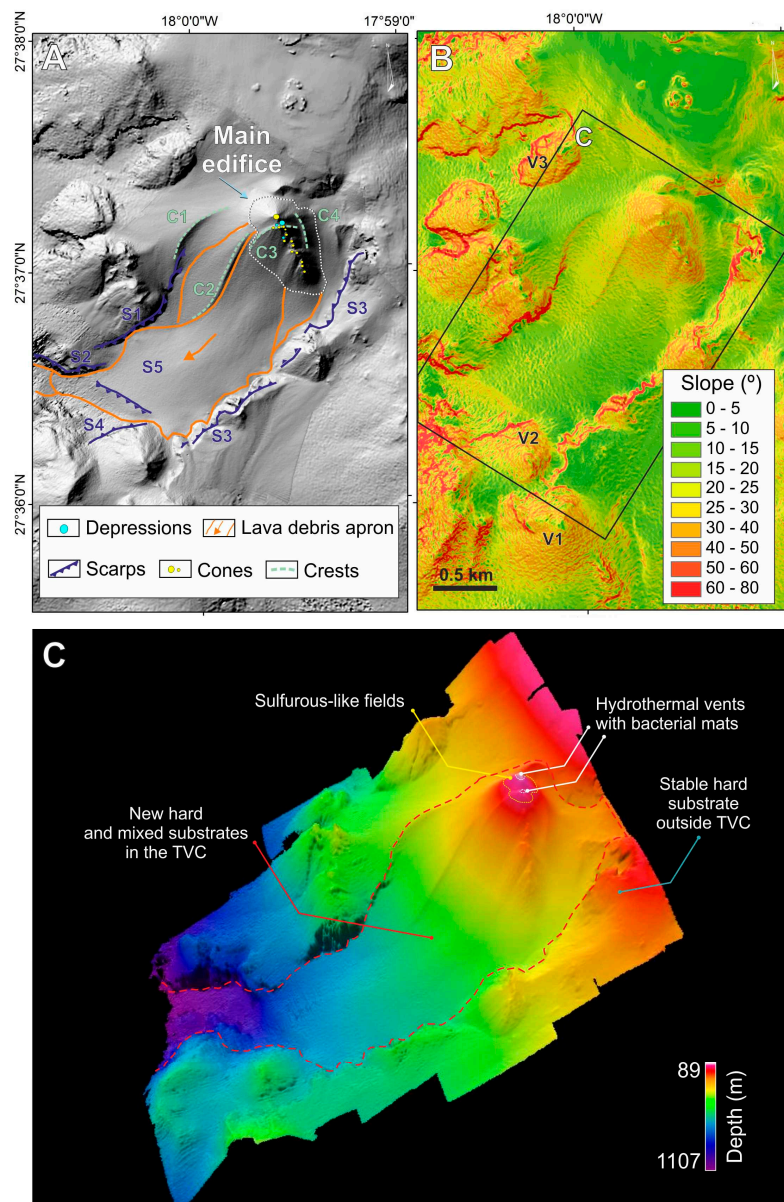 18°00'0"W
17°59'0"W
18°00'0"W
27°38'0"N
27°37'0"N
27°36'0"N
A
Main
edifice
C1
C4
C3
C2
S1
S3
S2
S5
S4
S3
Depressions
Lava debris apron
Scarps
Cones
Crests
B
C
V3
V2
V1
Slope (º)
0 - 5
5 - 10
10 - 15
15 - 20
20 - 25
25 - 30
30 - 40
40 - 50
50 - 60
60 - 80
0.5 km
C
Sulfurous-like fields
Hydrothermal vents
with bacterial mats
New hard
and mixed substrates
in the TVC
Stable hard
substrate
outside TVC
89
1107
Depth (m)